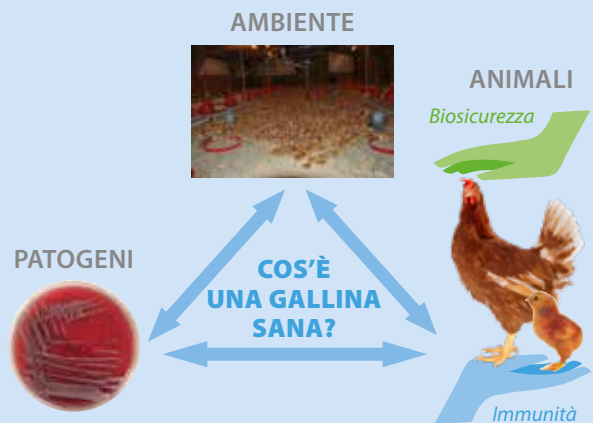 AMBIENTE
ANIMALI
Biosicurezza
PATOGENI
COS'È
UNA GALLINA
SANA?
Immunità